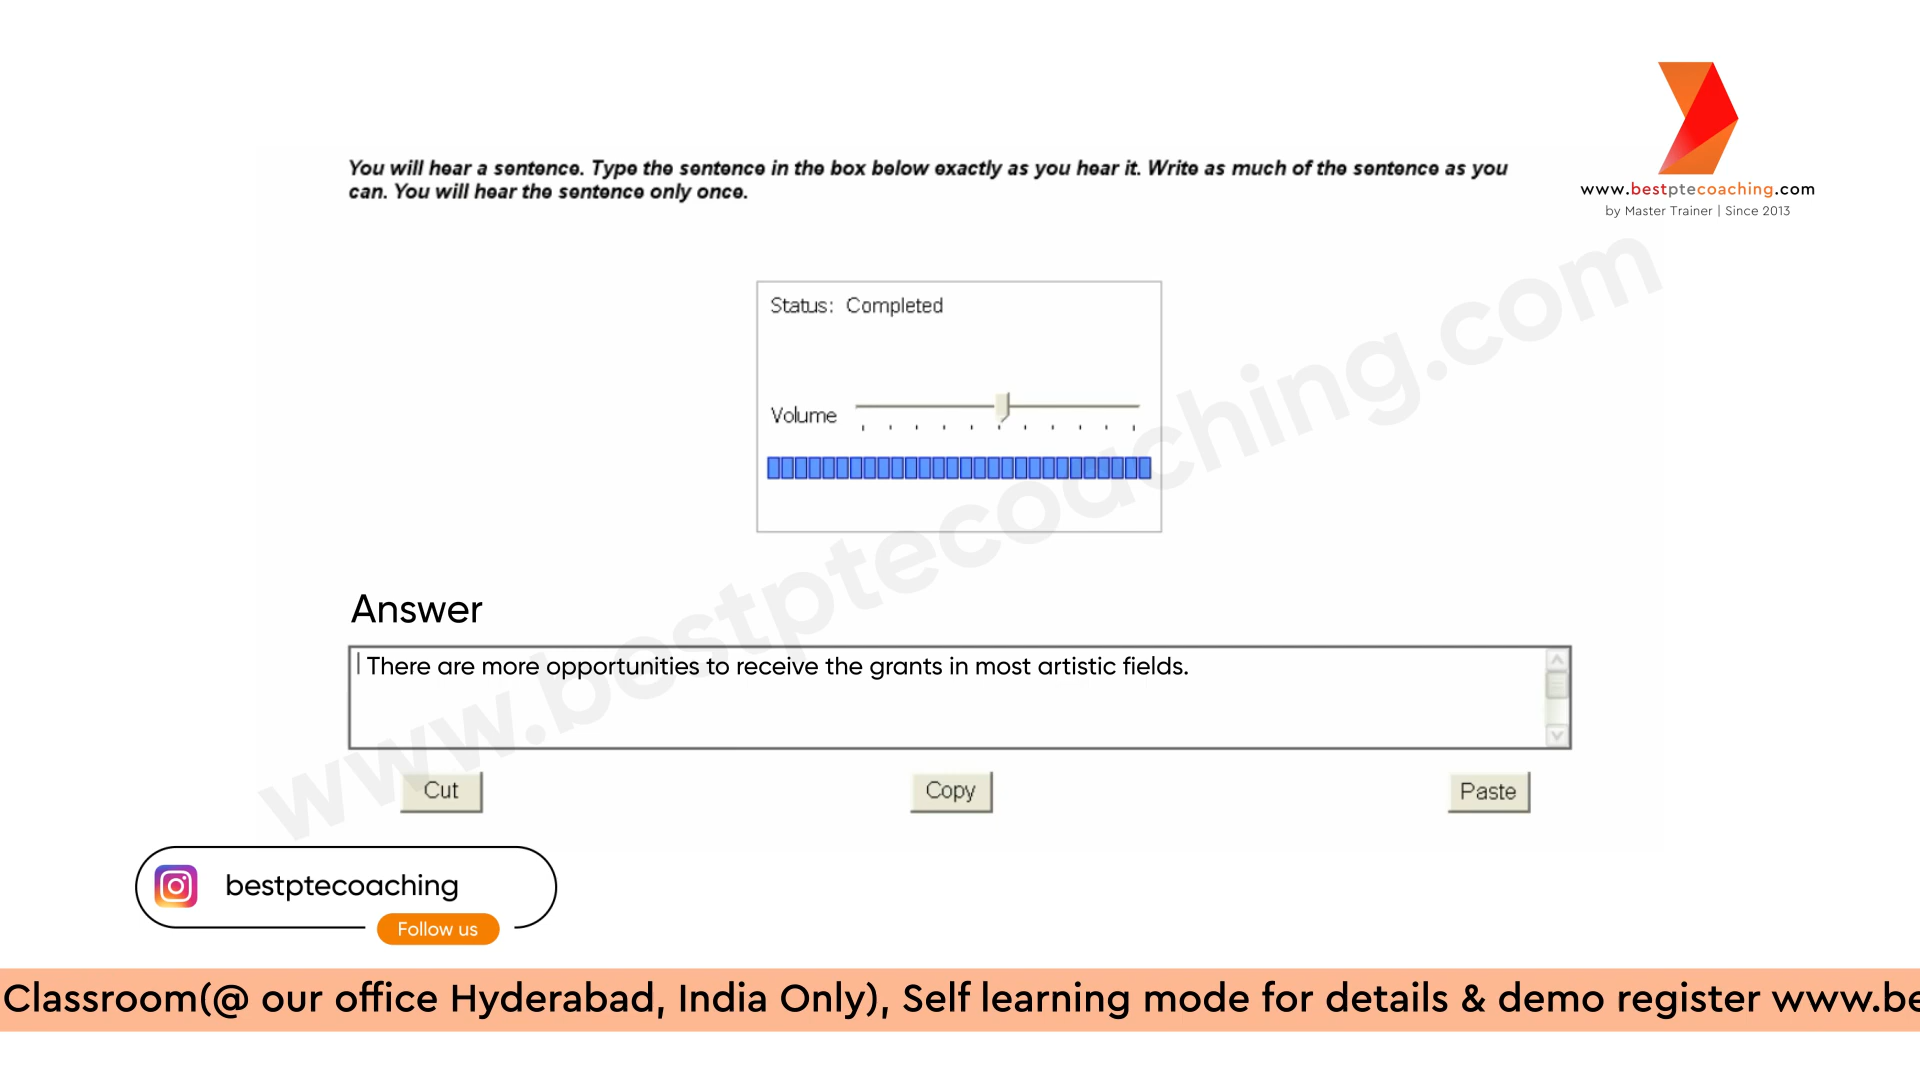 You will hear a sentence. Type the sentence in the box below exactly as you hear it. Write as much of the sentence as you
can. You will hear the sentence only once.
www.bestptecoaching.com
by Master Trainer | Since 2013
Status: Completed
Volume
www.bestptecoaching.com
Answer
There are more opportunities to receive the grants in most artistic fields.
Cut
Copy
Paste
bestptecoaching
Follow us
Classroom(@ our office Hyderabad, India Only), Self learning mode for details & demo register www.be